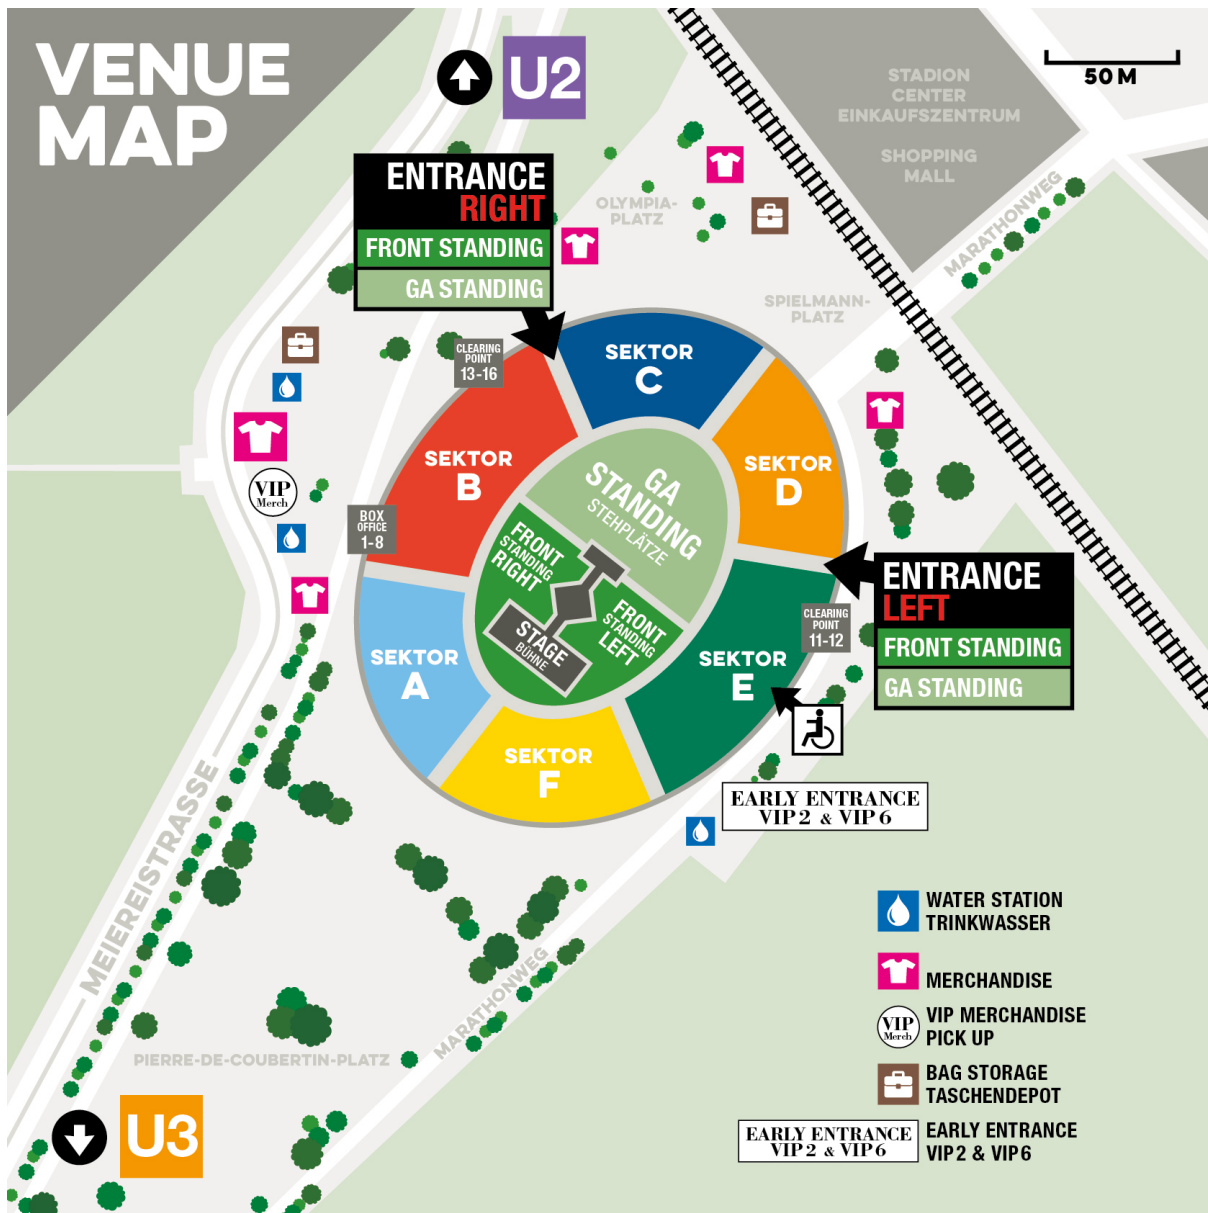 VENUE
MAP
U2
50 M
STADION
CENTER
EINKAUFSZENTRUM
SHOPPING
MALL
ENTRANCE
RIGHT
FRONT STANDING
GA STANDING
OLYMPIA-
PLATZ
MARATHONWEG
SPIELMANN-
PLATZ
CLEARING
POINT
13-16
SEKTOR
C
SEKTOR
B
SEKTOR
D
GA
STANDING
STEHPLÄTZE
VIP
Merch
BOX
OFFICE
1-8
FRONT
STANDING
RIGHT
FRONT
STANDING
LEFT
STAGE
BÜHNE
ENTRANCE
LEFT
FRONT STANDING
GA STANDING
CLEARING
POINT
11-12
SEKTOR
A
SEKTOR
E
SEKTOR
F
EARLY ENTRANCE
VIP 2 & VIP 6
MEIEREISTRASSE
MARATHONWEG
PIERRE-DE-COUBERTIN-PLATZ
U3
WATER STATION
TRINKWASSER
MERCHANDISE
VIP
Merch
VIP MERCHANDISE
PICK UP
BAG STORAGE
TASCHENDEPOT
EARLY ENTRANCE
VIP 2 & VIP 6
EARLY ENTRANCE
VIP 2 & VIP 6